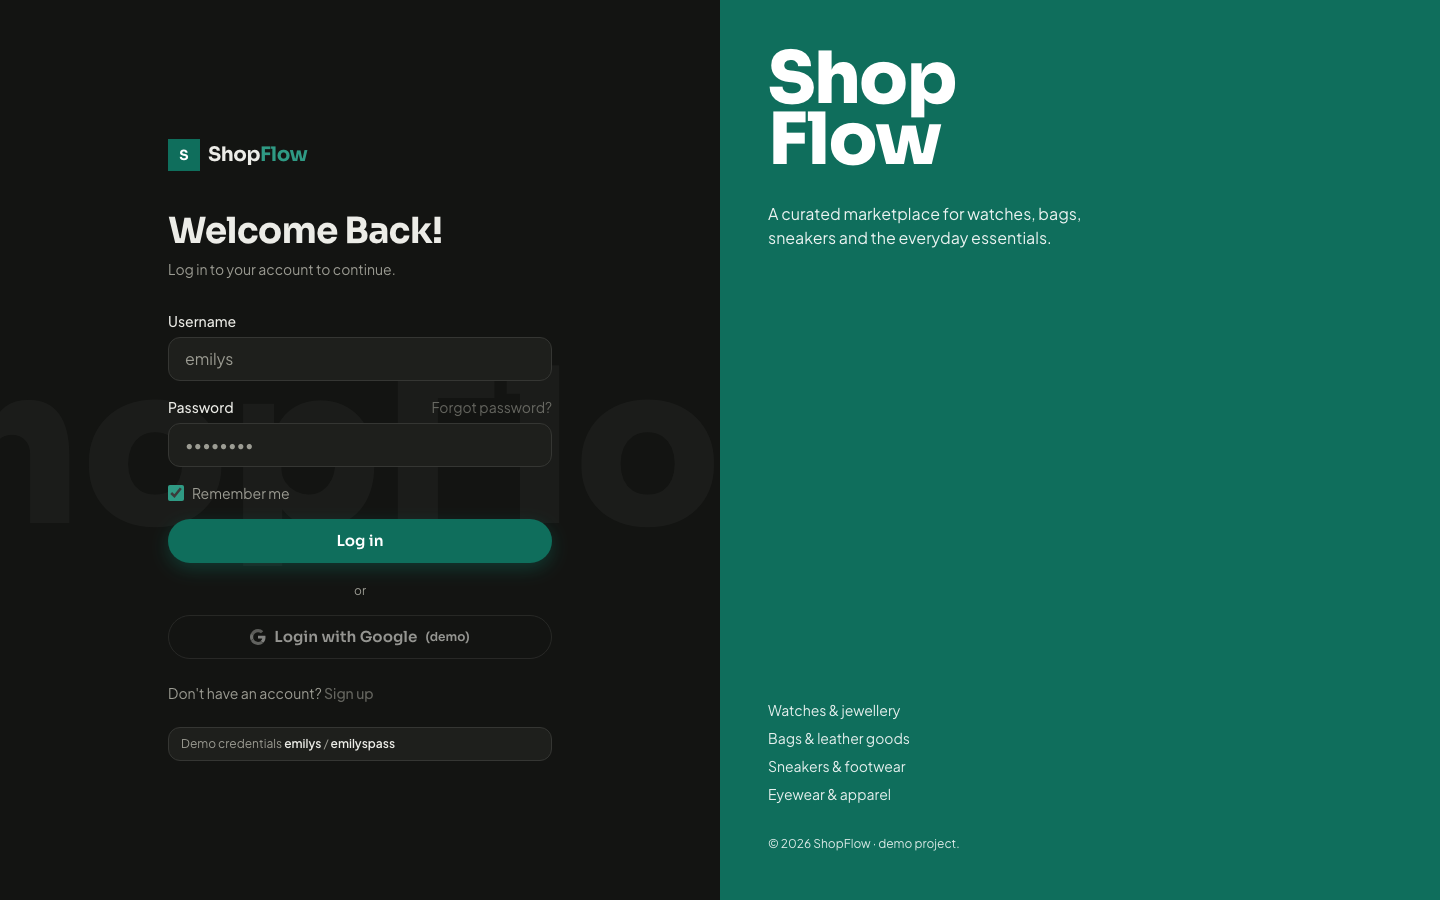 S ShopFlow
Welcome Back!
Log in to your account to continue.
Username
emilys
Password Forgot password?
••••••••
Remember me
Log in
or
Login with Google (demo)
Don't have an account? Sign up
Demo credentials emilys / emilyspass
hopFlo
Shop
Flow
A curated marketplace for watches, bags,
sneakers and the everyday essentials.
Watches & jewellery
Bags & leather goods
Sneakers & footwear
Eyewear & apparel
© 2026 ShopFlow · demo project.